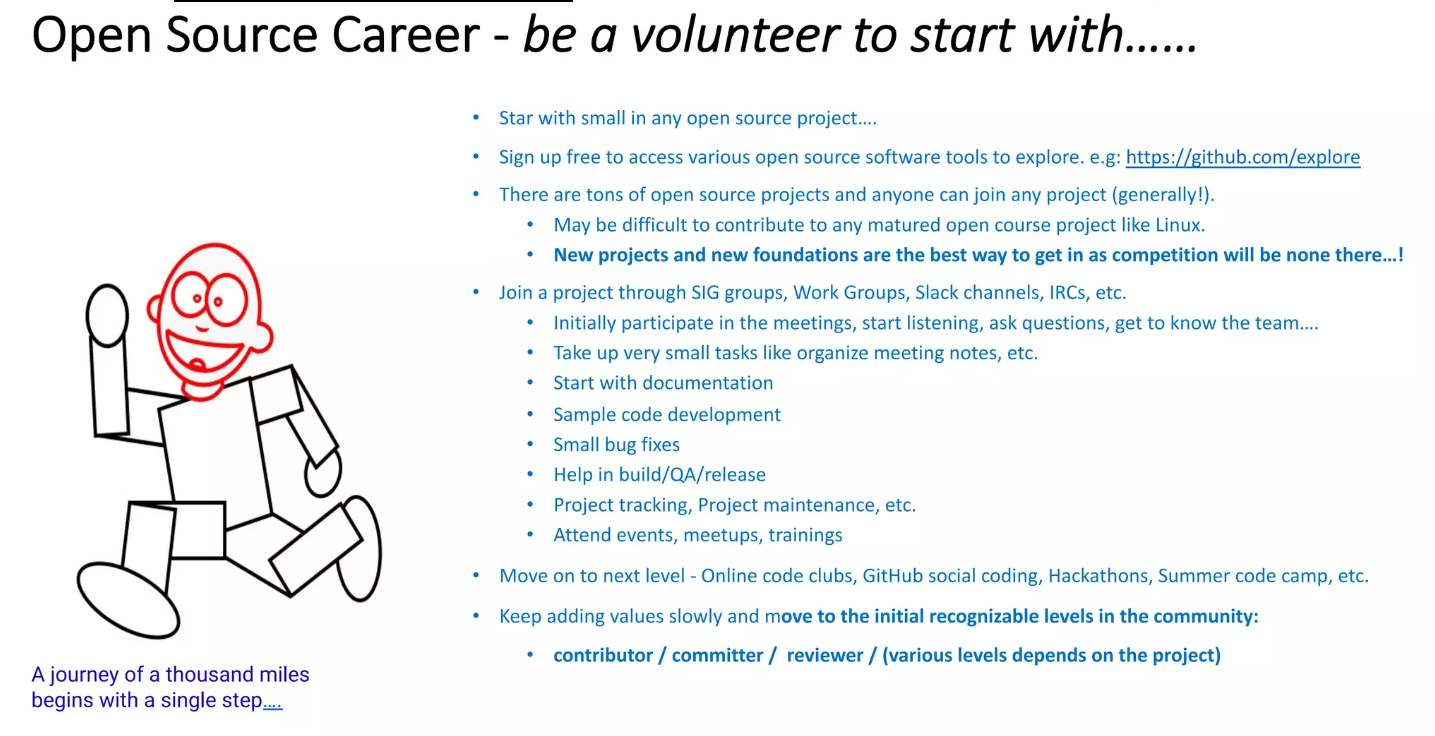 Open Source Career - be a volunteer to start with……
• Star with small in any open source project….
• Sign up free to access various open source software tools to explore. e.g: https://github.com/explore
• There are tons of open source projects and anyone can join any project (generally!).
• May be difficult to contribute to any matured open course project like Linux.
• New projects and new foundations are the best way to get in as competition will be none there…!
• Join a project through SIG groups, Work Groups, Slack channels, IRCs, etc.
• Initially participate in the meetings, start listening, ask questions, get to know the team….
• Take up very small tasks like organize meeting notes, etc.
• Start with documentation
• Sample code development
• Small bug fixes
• Help in build/QA/release
• Project tracking, Project maintenance, etc.
• Attend events, meetups, trainings
• Move on to next level - Online code clubs, GitHub social coding, Hackathons, Summer code camp, etc.
• Keep adding values slowly and move to the initial recognizable levels in the community:
• contributor / committer / reviewer / (various levels depends on the project)
A journey of a thousand miles
begins with a single step….